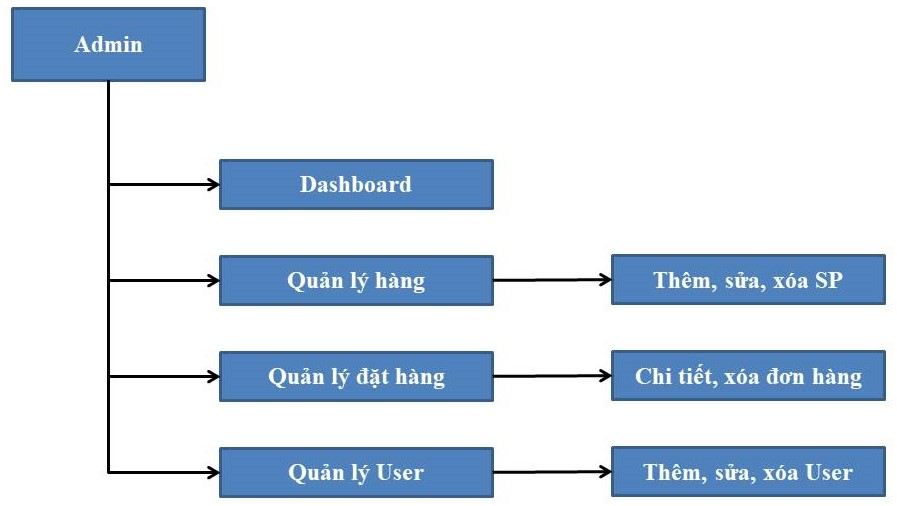 Admin
Dashboard
Quản lý hàng
Thêm, sửa, xóa SP
Quản lý đặt hàng
Chi tiết, xóa đơn hàng
Quản lý User
Thêm, sửa, xóa User